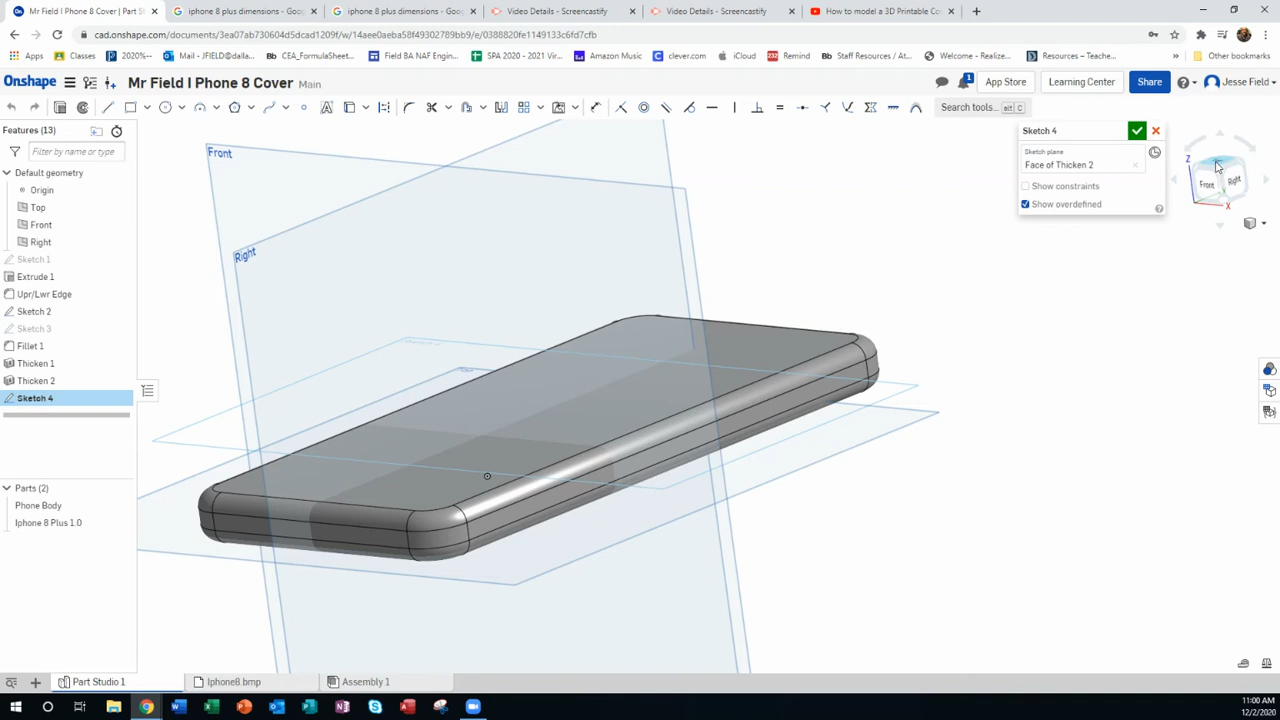 Mr Field I Phone 8 Cover | Part S
iphone 8 plus dimensions - Goog
iphone 8 plus dimensions - Goog
Video Details - Screencastify
Video Details - Screencastify
How to model a 3D Printable Co
cad.onshape.com/documents/3ea07ab730604d5dcad1209f/w/14aee0aeba58f49302789bc3/e/0388820fe1149133c6fd7cfb
Apps
Clipped
2020%--
Mail - JFIELD@dalla...
CEA_FormulaSheet...
Field BA NAF Engin...
SPA 2020 - 2021 Vir...
Amazon Music
clever.com
iCloud
Remind
Staff Resources / At...
Welcome - Realize...
Resources – Teache...
Other bookmarks
Onshape
Mr Field I Phone 8 Cover Main
1
App Store
Learning Center
Share
Jesse Field
Search tools... alt C
Features (13)
Filter by name or type
Default geometry
Origin
Top
Front
Right
Sketch 1
Extrude 1
Upr/Lwr Edge
Sketch 2
Sketch 3
Fillet 1
Thicken 1
Thicken 2
Sketch 4
Parts (2)
Phone Body
Iphone 8 Plus 1.0
Front
Right
Sketch 4
Sketch plane
Face of Thicken 2
Show constraints
Show overdefined
Z
Front
Right
X
Part Studio 1
Iphone8.bmp
Assembly 1
11:00 AM
12/2/2020